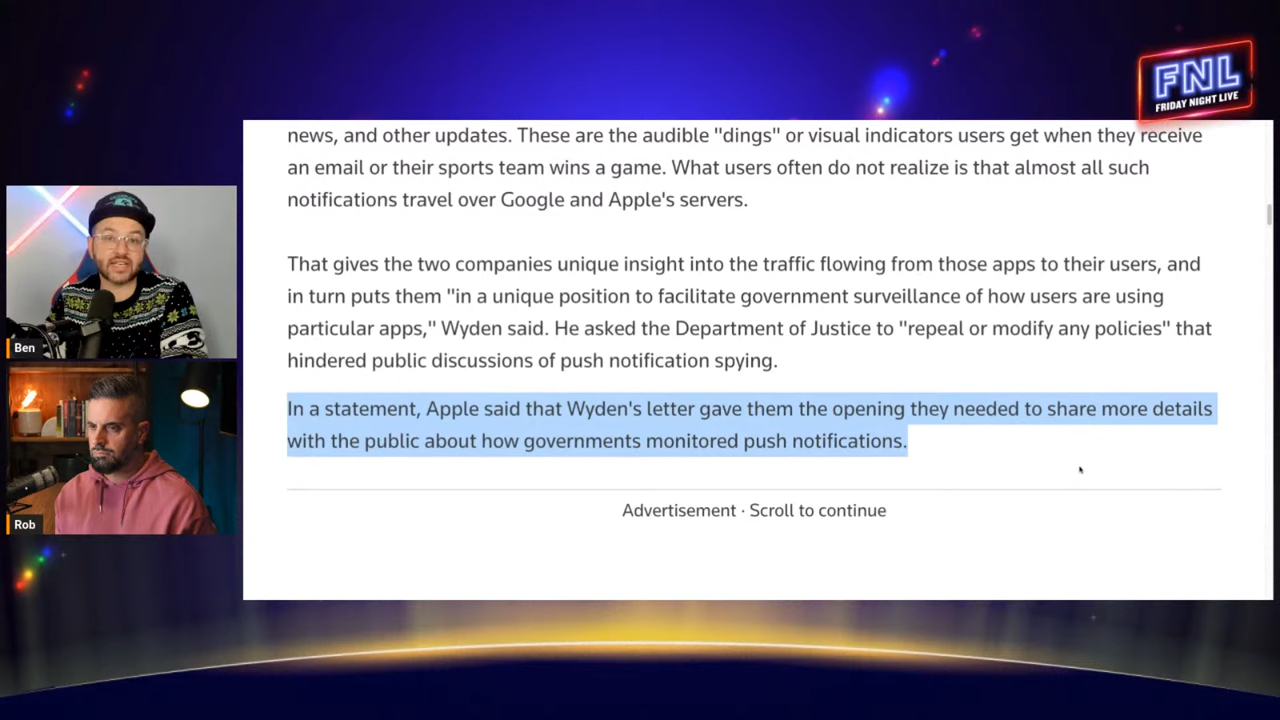 FNL
FRIDAY NIGHT LIVE
news, and other updates. These are the audible "dings" or visual indicators users get when they receive
an email or their sports team wins a game. What users often do not realize is that almost all such
notifications travel over Google and Apple's servers.
That gives the two companies unique insight into the traffic flowing from those apps to their users, and
in turn puts them "in a unique position to facilitate government surveillance of how users are using
particular apps," Wyden said. He asked the Department of Justice to "repeal or modify any policies" that
hindered public discussions of push notification spying.
In a statement, Apple said that Wyden's letter gave them the opening they needed to share more details
with the public about how governments monitored push notifications.
Advertisement · Scroll to continue
Ben
Rob